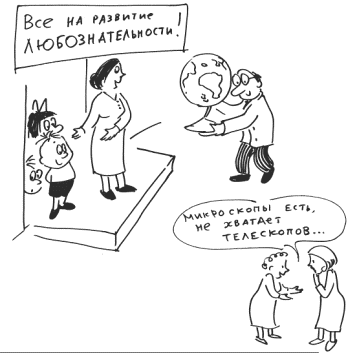 Все на развитие
любознательности!
Микроскопы есть,
не хватает
телескопов...